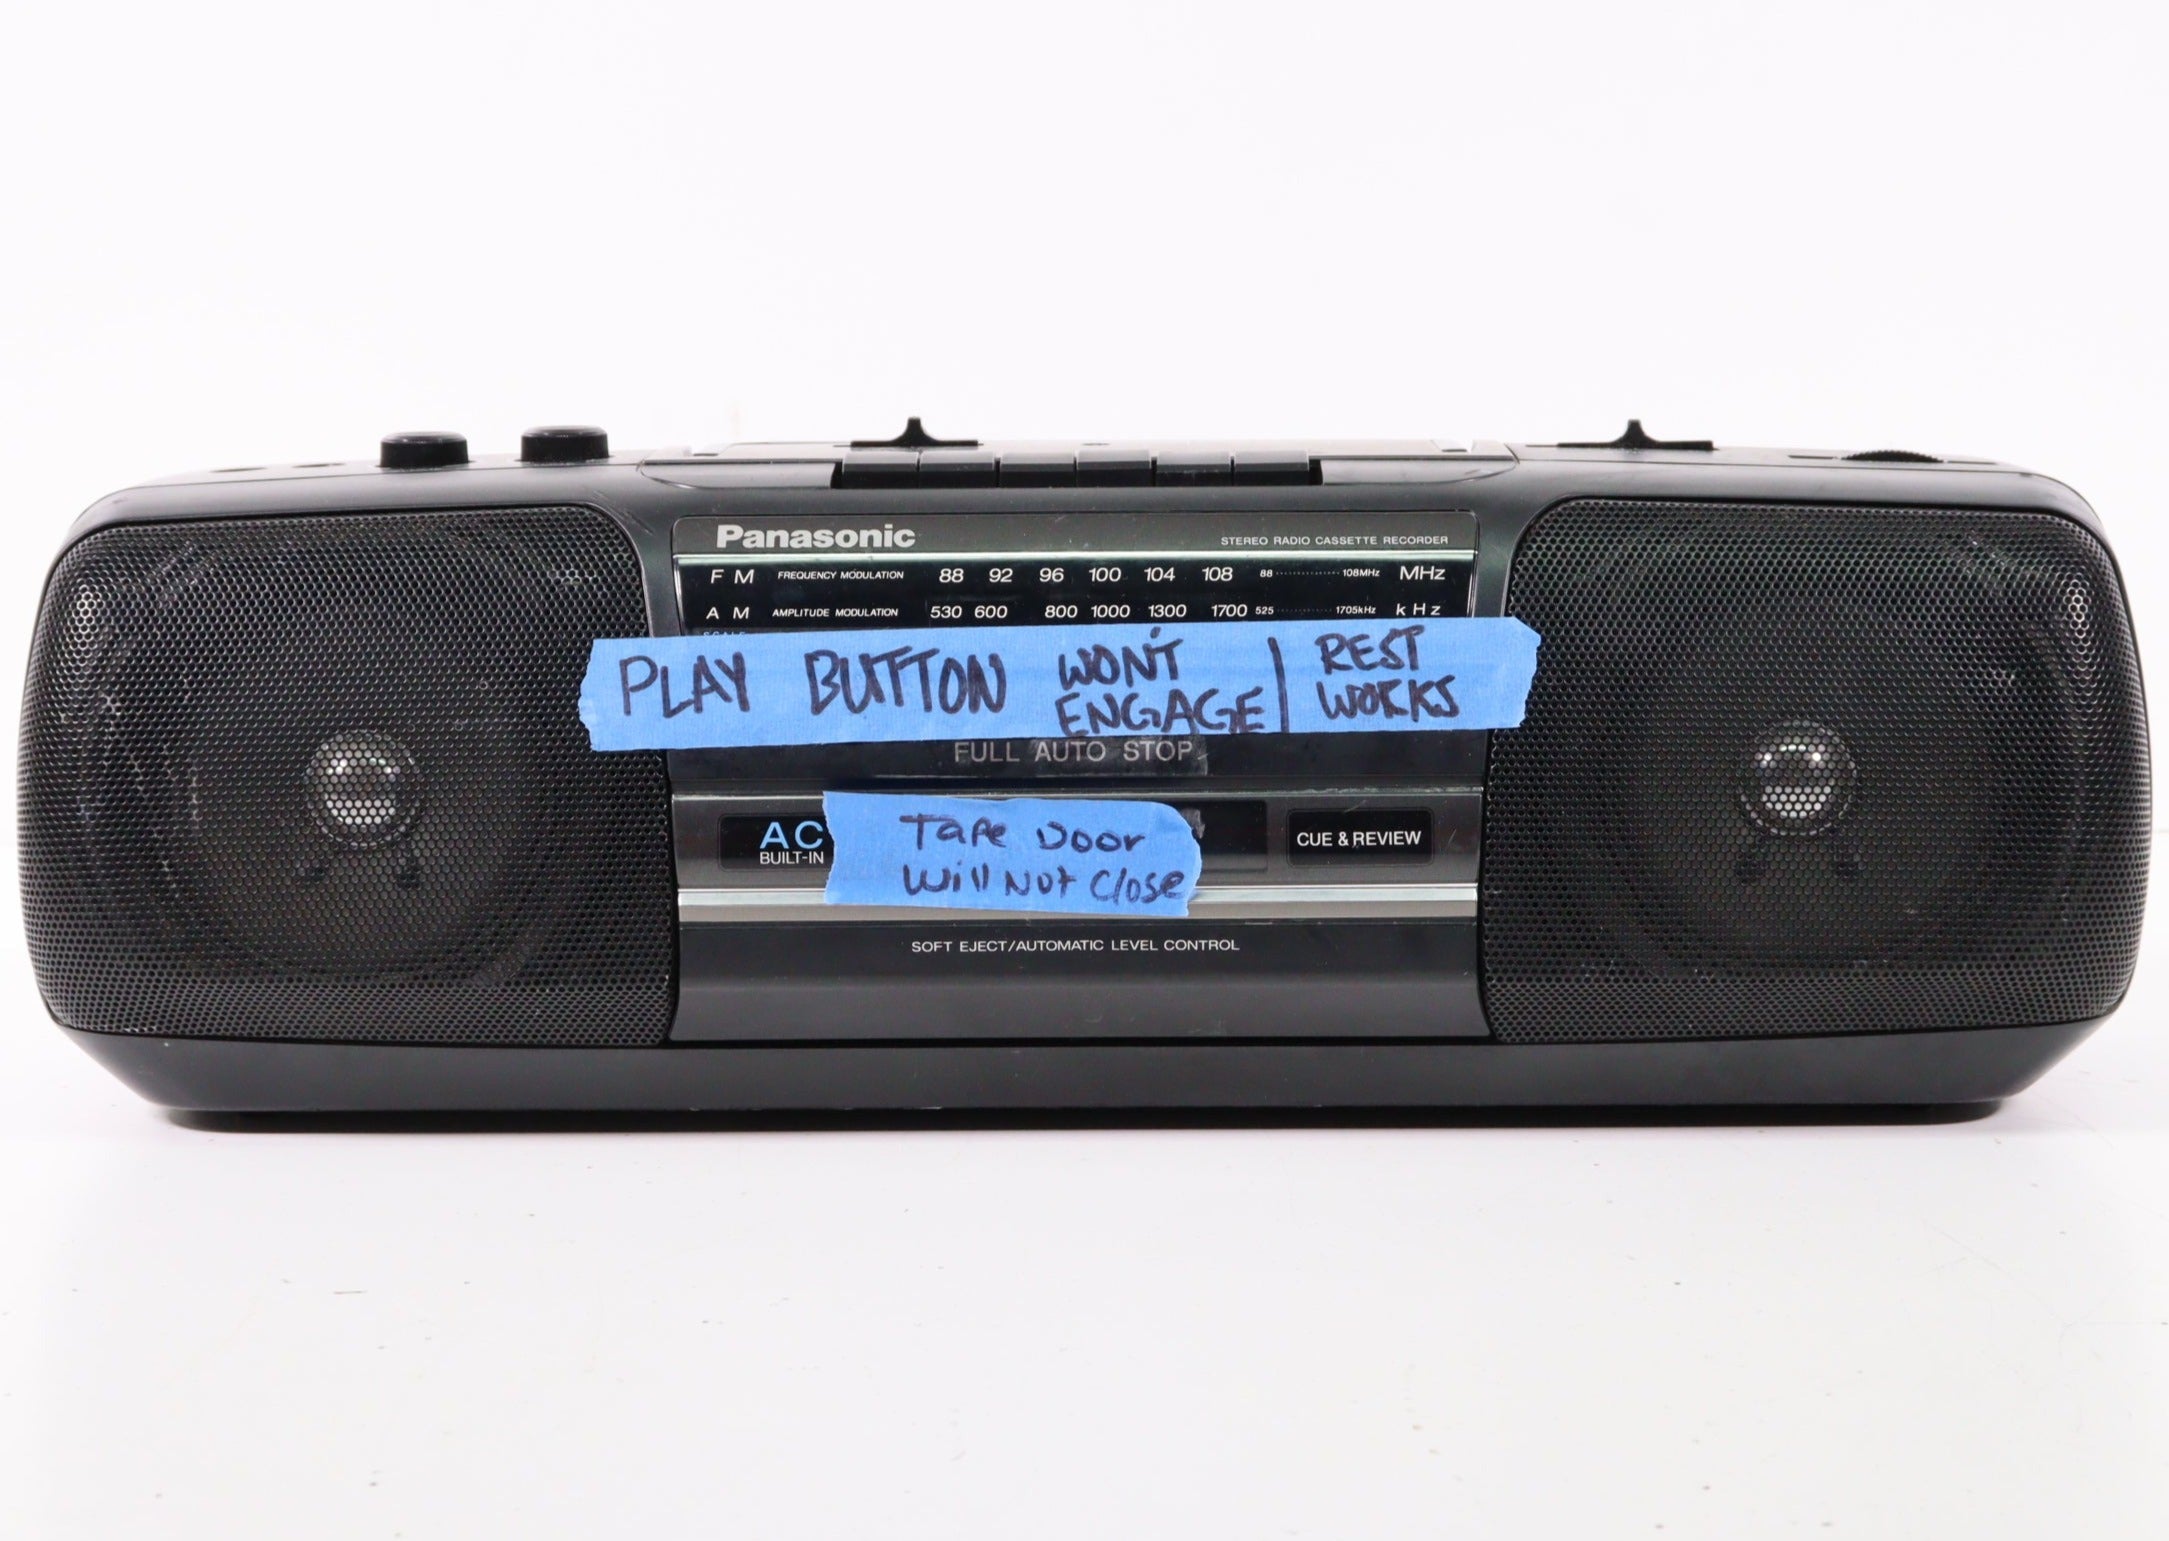 Panasonic STEREO RADIO CASSETTE RECORDER
FM FREQUENCY MODULATION 88 92 96 100 104 108 88 ············ 108MHz MHz
AM AMPLITUDE MODULATION 530 600 800 1000 1300 1700 525 ············ 1705kHz kHz
PLAY BUTTON WON'T ENGAGE | REST WORKS
FULL AUTO STOP
AC
BUILT-IN
Tape Door
Will Not Close
CUE & REVIEW
SOFT EJECT/AUTOMATIC LEVEL CONTROL